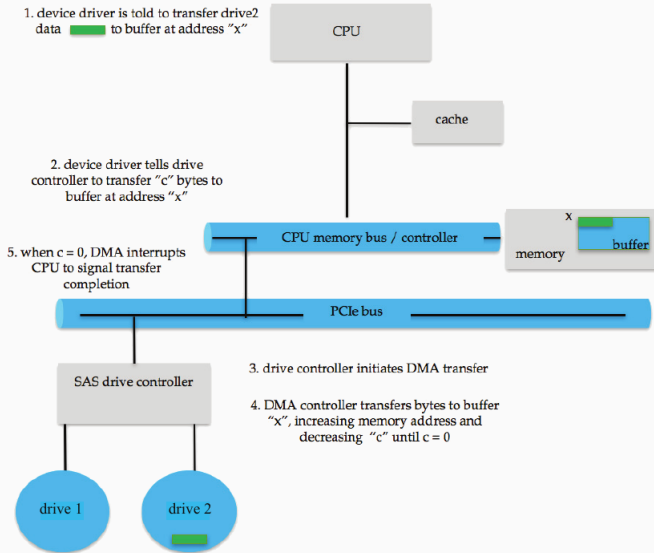 1. device driver is told to transfer drive2
data to buffer at address “x”
CPU
cache
2. device driver tells drive
controller to transfer “c” bytes to
buffer at address “x”
CPU memory bus / controller
x
buffer
memory
5. when c = 0, DMA interrupts
CPU to signal transfer
completion
PCIe bus
3. drive controller initiates DMA transfer
SAS drive controller
4. DMA controller transfers bytes to buffer
“x”, increasing memory address and
decreasing “c” until c = 0
drive 1
drive 2